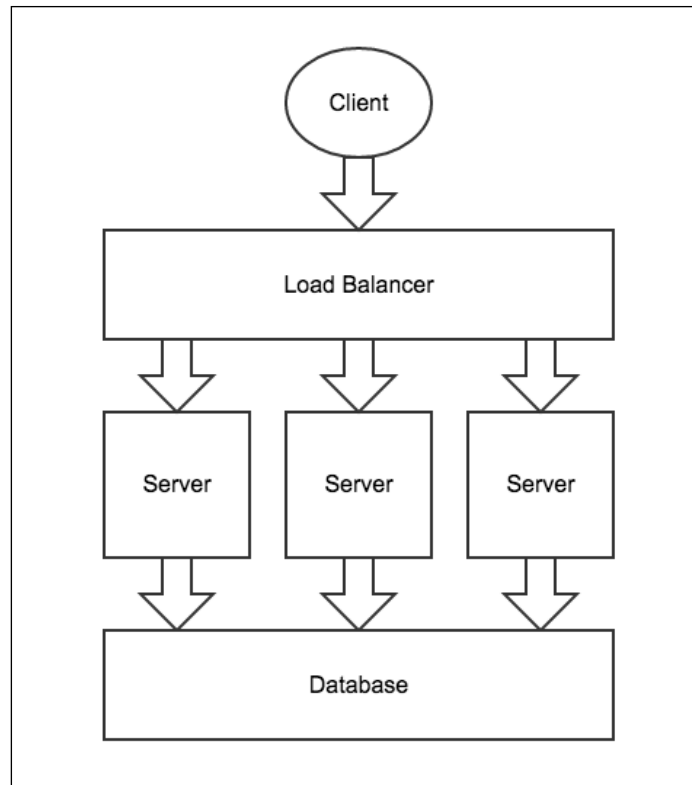 Client
Load Balancer
Server
Server
Server
Database